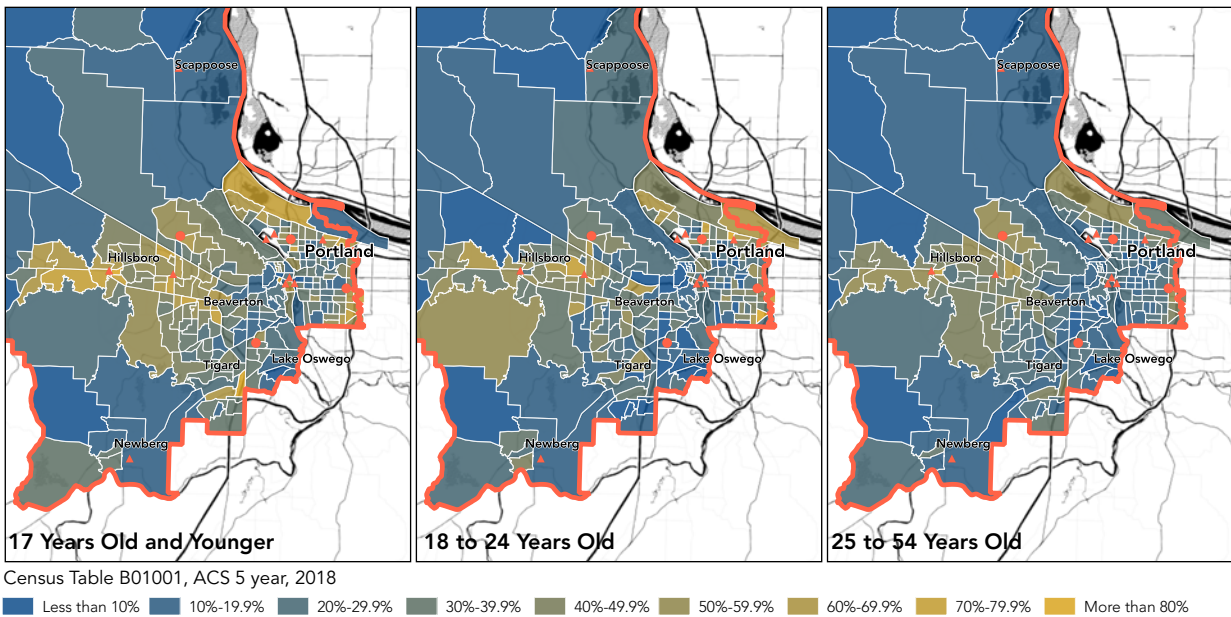 Scappoose
Hillsboro
Portland
Beaverton
Tigard
Lake Oswego
Newberg
17 Years Old and Younger
Scappoose
Hillsboro
Portland
Beaverton
Tigard
Lake Oswego
Newberg
18 to 24 Years Old
Scappoose
Hillsboro
Portland
Beaverton
Tigard
Lake Oswego
Newberg
25 to 54 Years Old
Census Table B01001, ACS 5 year, 2018
Less than 10% 10%-19.9% 20%-29.9% 30%-39.9% 40%-49.9% 50%-59.9% 60%-69.9% 70%-79.9% More than 80%